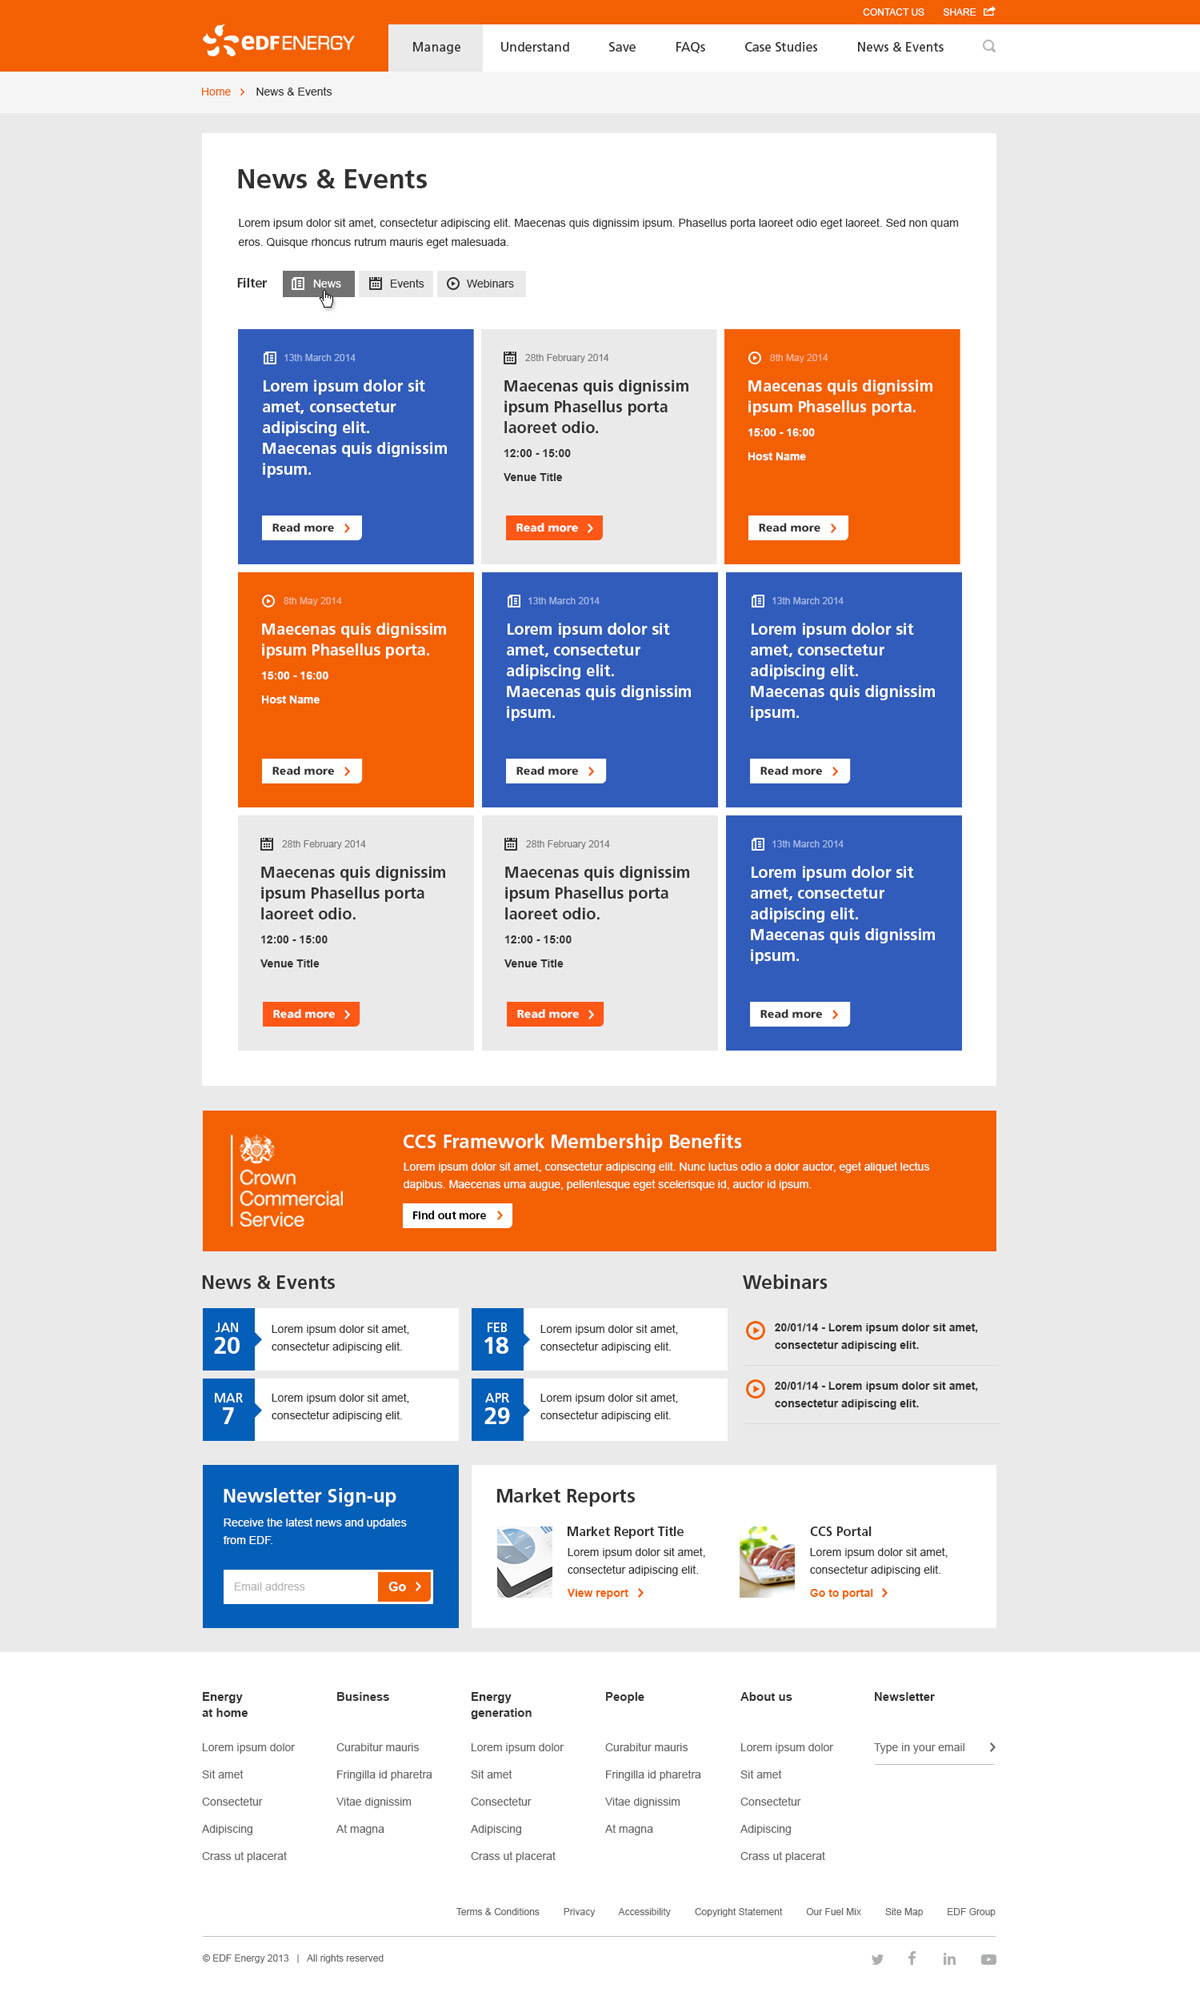 CONTACT US SHARE
eDF ENERGY
Manage Understand Save FAQs Case Studies News & Events
Home News & Events
News & Events
Lorem ipsum dolor sit amet, consectetur adipiscing elit. Maecenas quis dignissim ipsum. Phasellus porta laoreet odio eget laoreet. Sed non quam
eros. Quisque rhoncus rutrum mauris eget malesuada.
Filter News Events Webinars
13th March 2014
Lorem ipsum dolor sit
amet, consectetur
adipiscing elit.
Maecenas quis dignissim
ipsum.
Read more
28th February 2014
Maecenas quis dignissim
ipsum Phasellus porta
laoreet odio.
12:00 - 15:00
Venue Title
Read more
8th May 2014
Maecenas quis dignissim
ipsum Phasellus porta.
15:00 - 16:00
Host Name
Read more
8th May 2014
Maecenas quis dignissim
ipsum Phasellus porta.
15:00 - 16:00
Host Name
Read more
13th March 2014
Lorem ipsum dolor sit
amet, consectetur
adipiscing elit.
Maecenas quis dignissim
ipsum.
Read more
13th March 2014
Lorem ipsum dolor sit
amet, consectetur
adipiscing elit.
Maecenas quis dignissim
ipsum.
Read more
28th February 2014
Maecenas quis dignissim
ipsum Phasellus porta
laoreet odio.
12:00 - 15:00
Venue Title
Read more
28th February 2014
Maecenas quis dignissim
ipsum Phasellus porta
laoreet odio.
12:00 - 15:00
Venue Title
Read more
13th March 2014
Lorem ipsum dolor sit
amet, consectetur
adipiscing elit.
Maecenas quis dignissim
ipsum.
Read more
Crown
Commercial
Service
CCS Framework Membership Benefits
Lorem ipsum dolor sit amet, consectetur adipiscing elit. Nunc luctus odio a dolor auctor, eget aliquet lectus
dapibus. Maecenas urna augue, pellentesque eget scelerisque id, auctor id ipsum.
Find out more
News & Events
JAN
20
Lorem ipsum dolor sit amet,
consectetur adipiscing elit.
FEB
18
Lorem ipsum dolor sit amet,
consectetur adipiscing elit.
MAR
7
Lorem ipsum dolor sit amet,
consectetur adipiscing elit.
APR
29
Lorem ipsum dolor sit amet,
consectetur adipiscing elit.
Webinars
20/01/14 - Lorem ipsum dolor sit amet,
consectetur adipiscing elit.
20/01/14 - Lorem ipsum dolor sit amet,
consectetur adipiscing elit.
Newsletter Sign-up
Receive the latest news and updates
from EDF.
Email address Go
Market Reports
Market Report Title
Lorem ipsum dolor sit amet,
consectetur adipiscing elit.
View report
CCS Portal
Lorem ipsum dolor sit amet,
consectetur adipiscing elit.
Go to portal
Energy
at home
Lorem ipsum dolor
Sit amet
Consectetur
Adipiscing
Crass ut placerat
Business
Curabitur mauris
Fringilla id pharetra
Vitae dignissim
At magna
Energy
generation
Lorem ipsum dolor
Sit amet
Consectetur
Adipiscing
Crass ut placerat
People
Curabitur mauris
Fringilla id pharetra
Vitae dignissim
At magna
About us
Lorem ipsum dolor
Sit amet
Consectetur
Adipiscing
Crass ut placerat
Newsletter
Type in your email
Terms & Conditions Privacy Accessibility Copyright Statement Our Fuel Mix Site Map EDF Group
© EDF Energy 2013 | All rights reserved